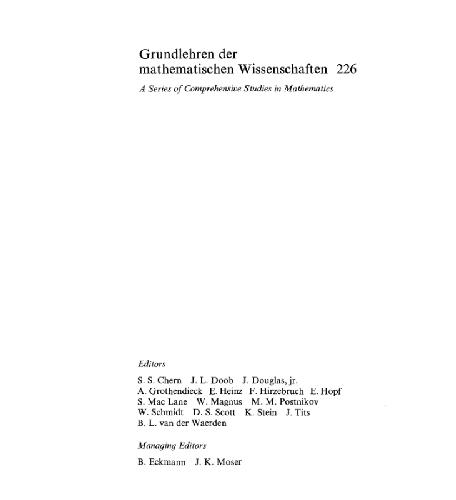 Grundlehren der
mathematischen Wissenschaften 226
A Series of Comprehensive Studies in Mathematics
Editors
S. S. Chern J. L. Doob J. Douglas, jr.
A. Grothendieck E. Heinz F. Hirzebruch E. Hopf
S. Mac Lane W. Magnus M. M. Postnikov
W. Schmidt D. S. Scott K. Stein J. Tits
B. L. van der Waerden
Managing Editors
B. Eckmann J. K. Moser